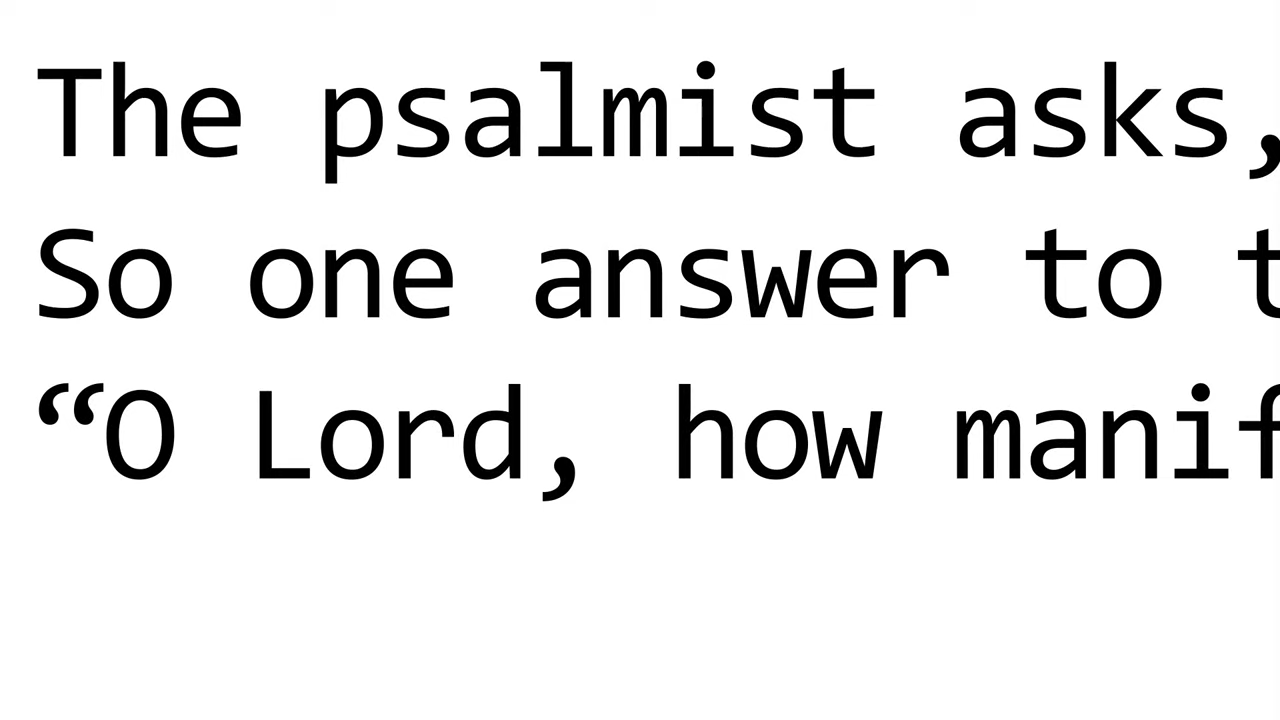 The psalmist asks,
So one answer to t
“O Lord, how manif